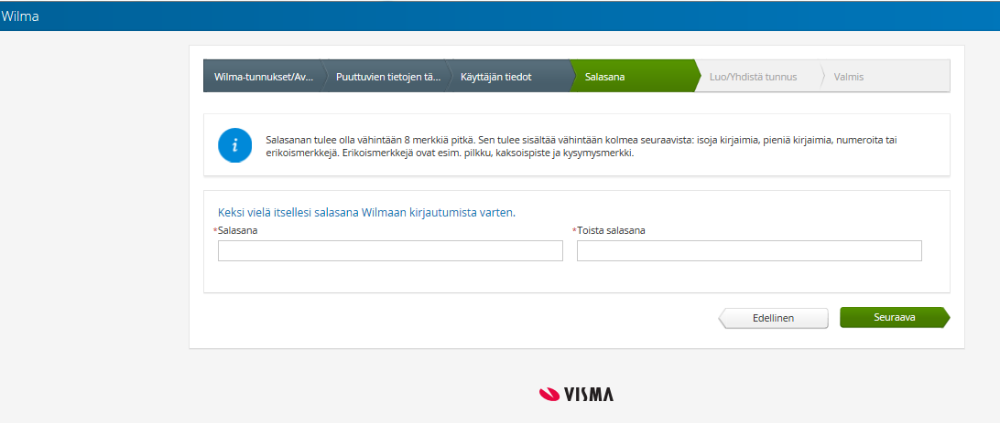 Wilma
Wilma-tunnukset/Av... Puuttuvien tietojen tä... Käyttäjän tiedot Salasana Luo/Yhdistä tunnus Valmis
i
Salasanan tulee olla vähintään 8 merkkiä pitkä. Sen tulee sisältää vähintään kolmea seuraavista: isoja kirjaimia, pieniä kirjaimia, numeroita tai
erikoismerkkejä. Erikoismerkkejä ovat esim. pilkku, kaksoispiste ja kysymysmerkki.
Keksi vielä itsellesi salasana Wilmaan kirjautumista varten.
*Salasana *Toista salasana
Edellinen Seuraava
VISMA